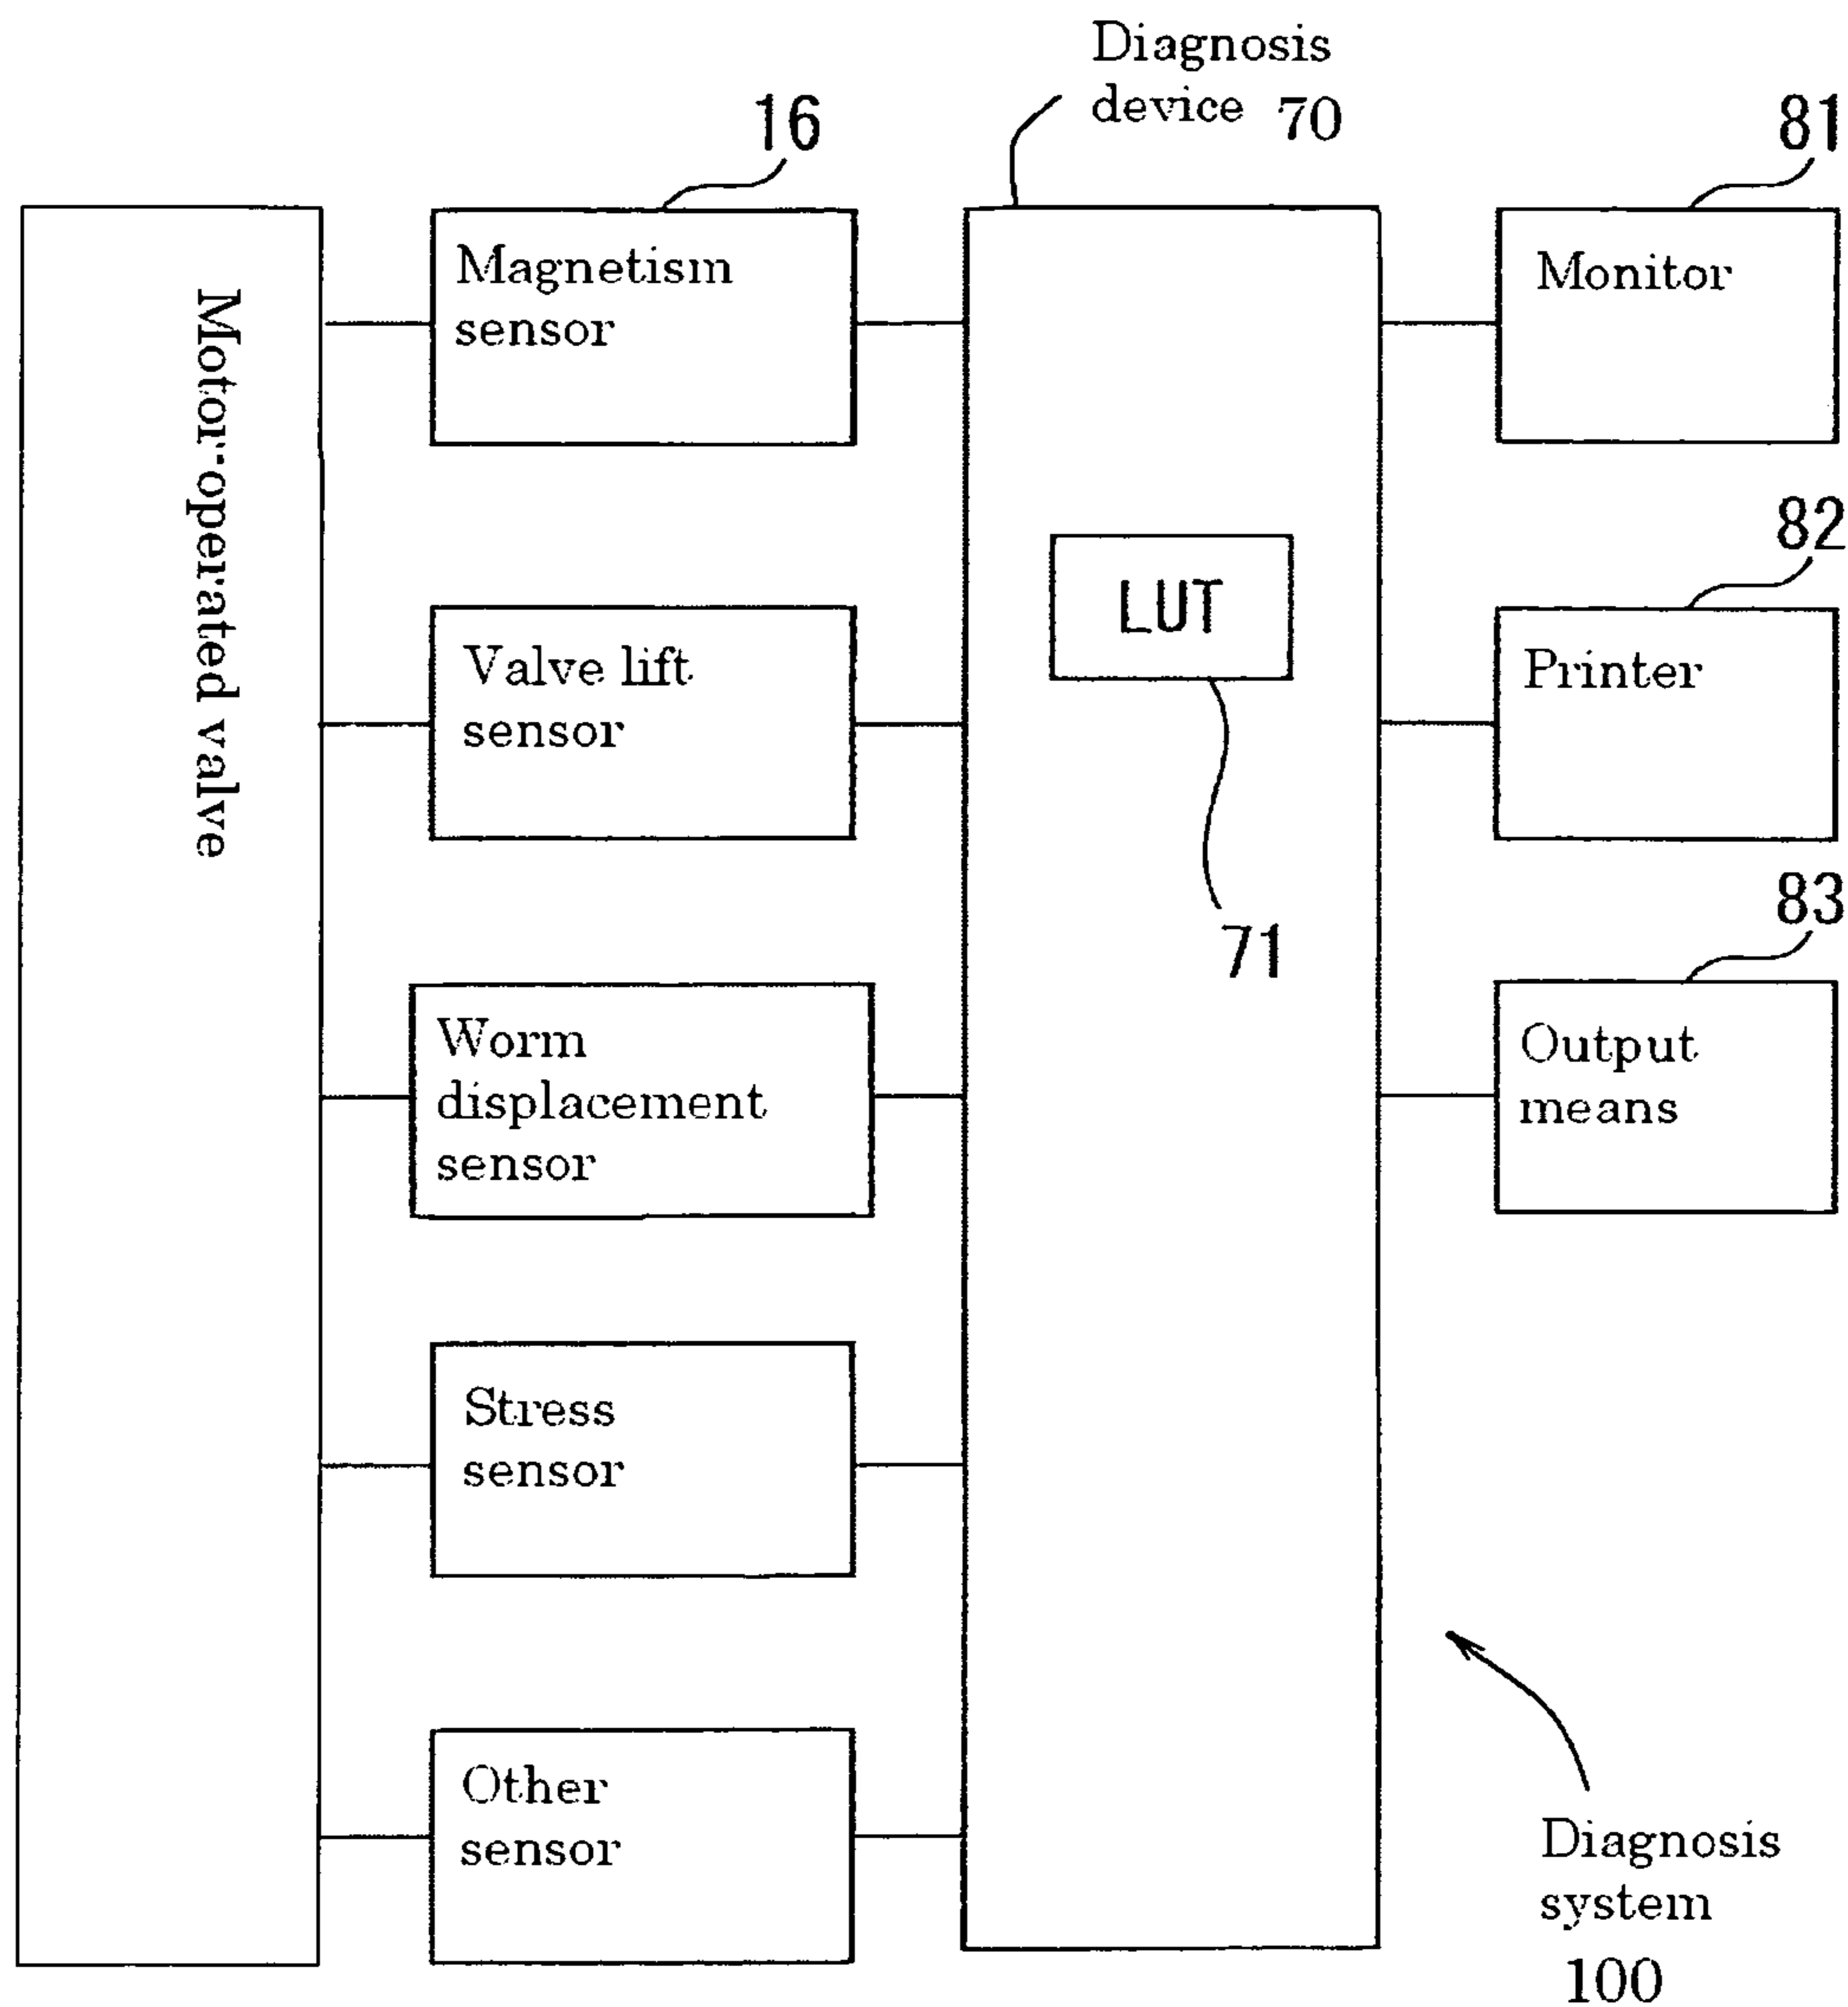 Diagnosis
device 70
16
81
Motor-operated valve
Magnetism
sensor
Monitor
82
LUT
Valve lift
sensor
Printer
83
71
Worm
displacement
sensor
Output
means
Stress
sensor
Other
sensor
Diagnosis
system
100